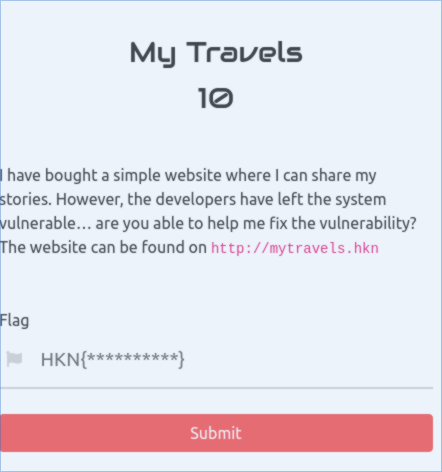 My Travels
10
I have bought a simple website where I can share my
stories. However, the developers have left the system
vulnerable... are you able to help me fix the vulnerability?
The website can be found on http://mytravels.hkn
Flag
HKN{**********}
Submit